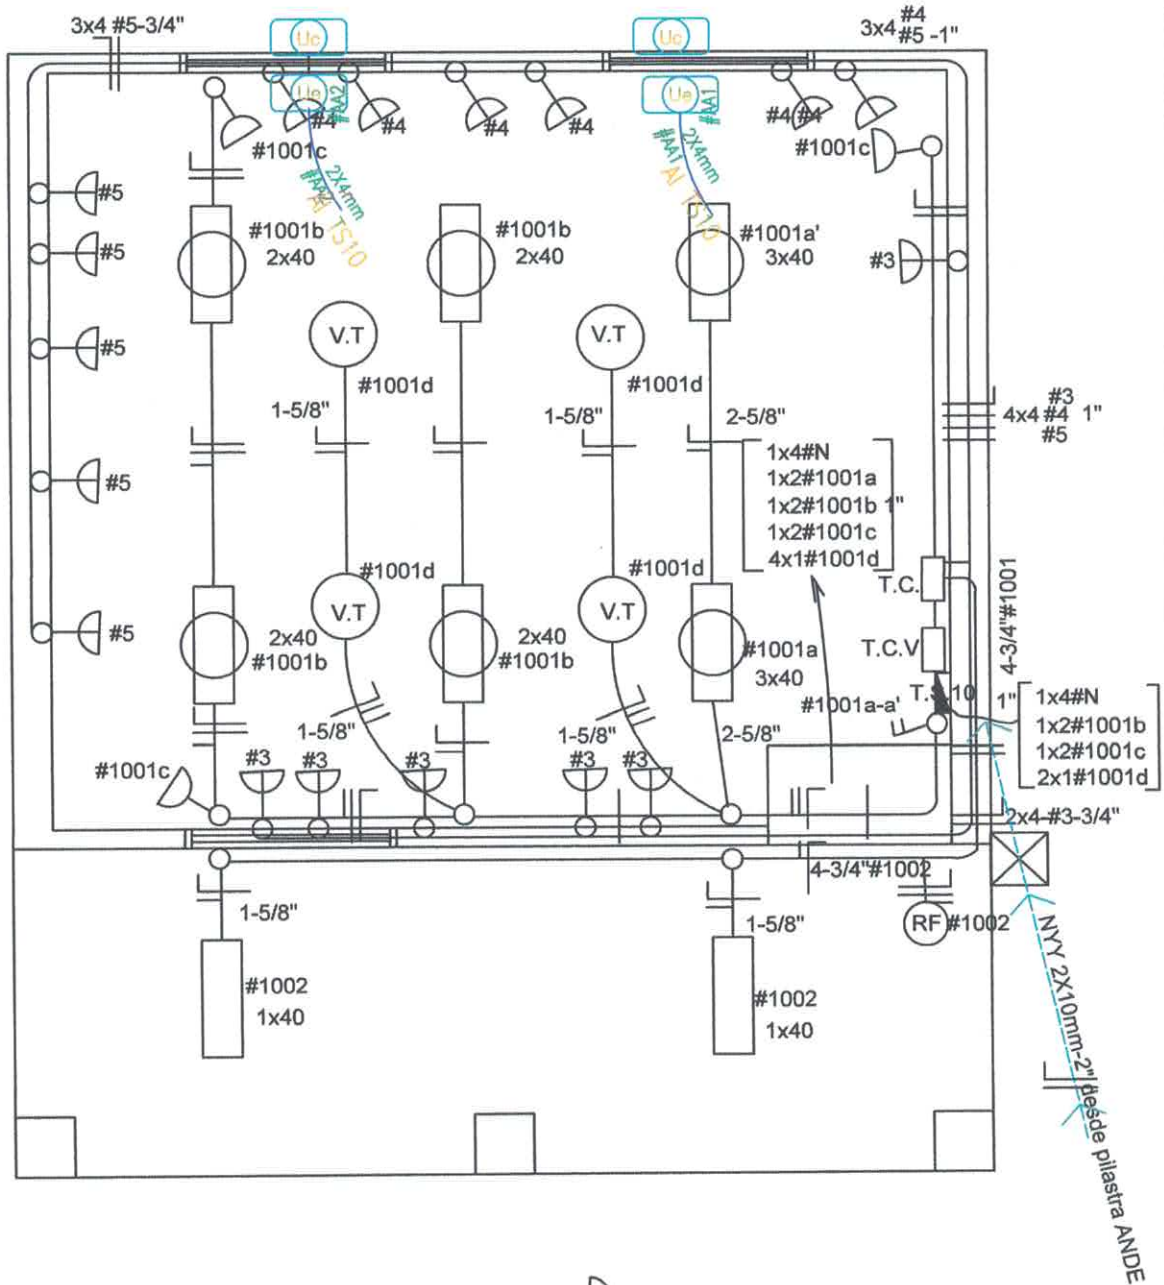 3x4 #5-3/4"
Uc
Uc
3x4 #4
#5 -1"
Ue
#AA2
Ue
#AA1
#4
#4
#4
#4
#4
#4
#1001c
#1001c
2X4mm
#AA2
Al TS10
2X4mm
#AA1
Al TS10
#5
#5
#5
#5
#5
#1001b
2x40
#1001b
2x40
#1001a'
3x40
#3
V.T
V.T
#1001d
#1001d
1-5/8"
1-5/8"
2-5/8"
#3
4x4 #4 1"
#5
1x4#N
1x2#1001a
1x2#1001b 1"
1x2#1001c
4x1#1001d
#1001d
#1001d
V.T
V.T
T.C.
T.C.V
4-3/4"#1001
2x40
#1001b
2x40
#1001b
#1001a
3x40
T.S.10
#1001a-a'
1"
1x4#N
1x2#1001b
1x2#1001c
2x1#1001d
1-5/8"
1-5/8"
2-5/8"
#1001c
#3
#3
#3
#3
#3
2x4-#3-3/4"
4-3/4"#1002
1-5/8"
1-5/8"
RF #1002
#1002
1x40
#1002
1x40
NYY 2X10mm-2"/desde pilastra ANDE